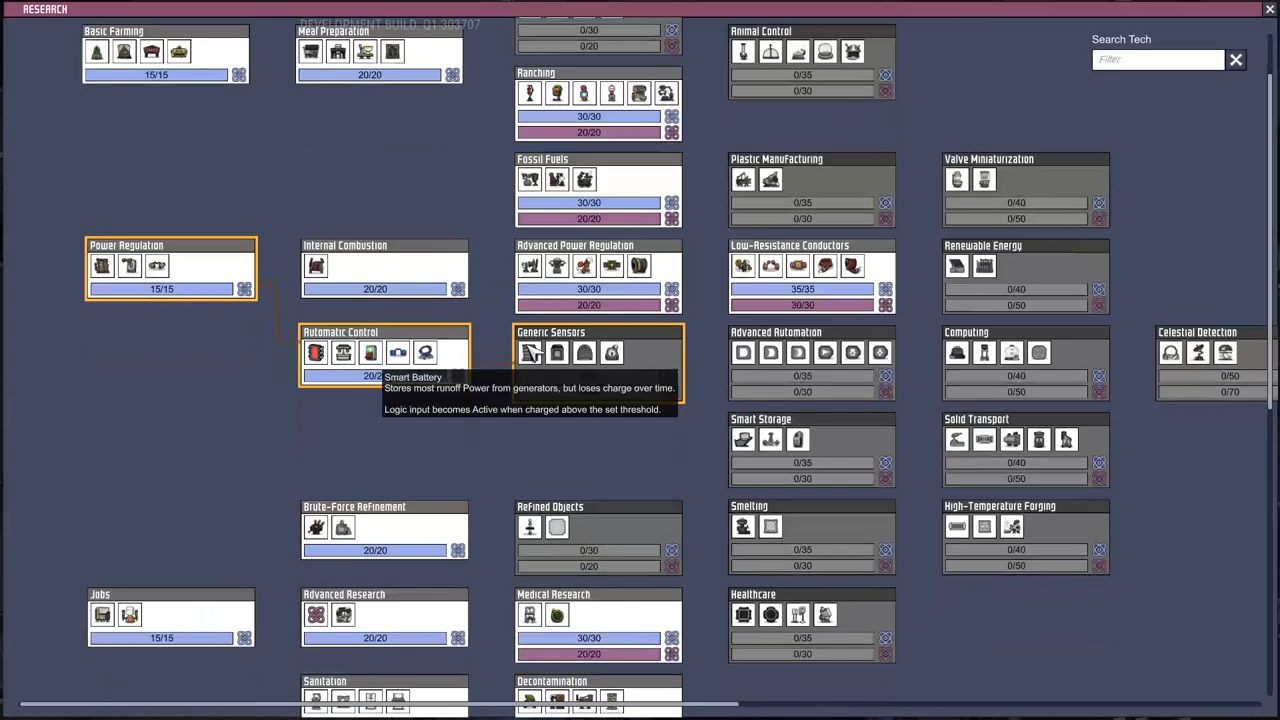 RESEARCH
DEVELOPMENT BUILD Q1-303707
Search Tech
Filter
Basic Farming
15/15
Meal Preparation
20/20
0/30
0/20
Animal Control
0/35
0/30
Ranching
30/30
20/20
Fossil Fuels
30/30
20/20
Plastic Manufacturing
0/35
0/30
Valve Miniaturization
0/40
0/50
Power Regulation
15/15
Internal Combustion
20/20
Advanced Power Regulation
30/30
20/20
Low-Resistance Conductors
35/35
30/30
Renewable Energy
0/40
0/50
Automatic Control
20/2
Generic Sensors
Smart Battery
Stores most runoff Power from generators, but loses charge over time.
Logic input becomes Active when charged above the set threshold.
Advanced Automation
0/35
0/30
Computing
0/40
0/50
Celestial Detection
0/50
0/70
Smart Storage
0/35
0/30
Solid Transport
0/40
0/50
Brute-Force Refinement
20/20
Refined Objects
0/30
0/20
Smelting
0/35
0/30
High-Temperature Forging
0/40
0/50
Jobs
15/15
Advanced Research
20/20
Medical Research
30/30
20/20
Healthcare
0/35
0/30
Sanitation
Decontamination